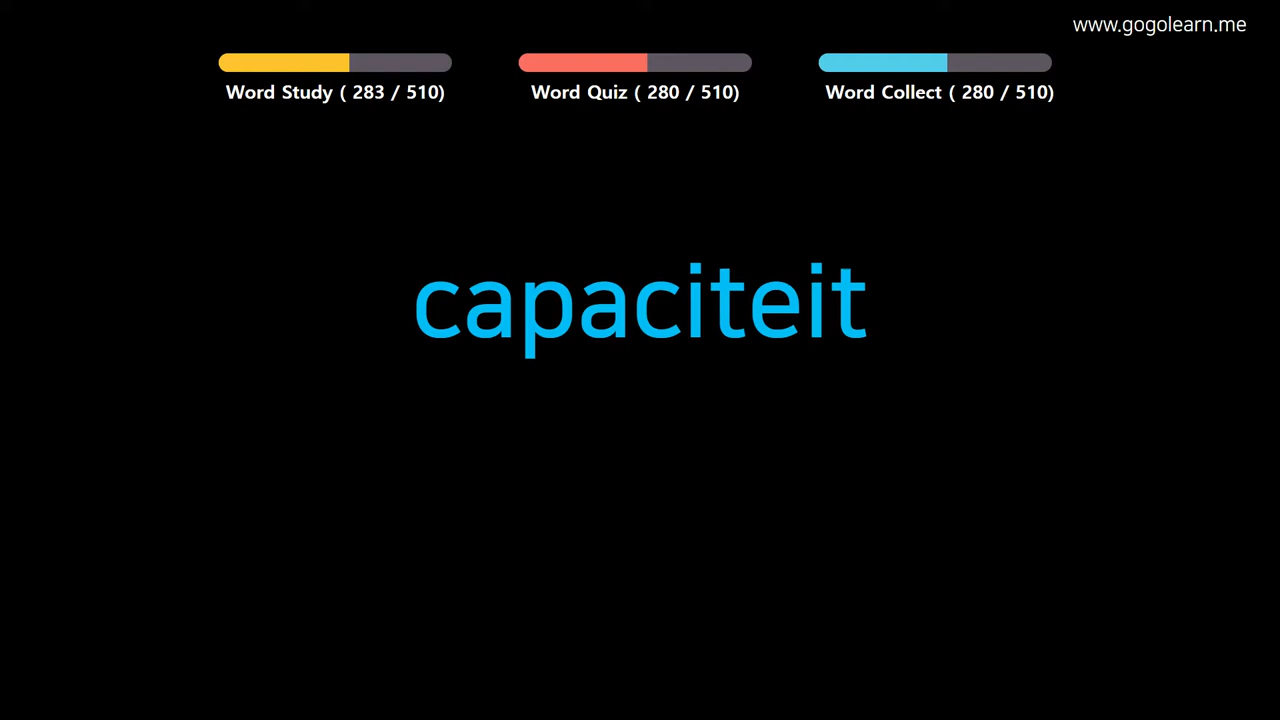 www.gogolearn.me
Word Study ( 283 / 510)
Word Quiz ( 280 / 510)
Word Collect ( 280 / 510)
capaciteit